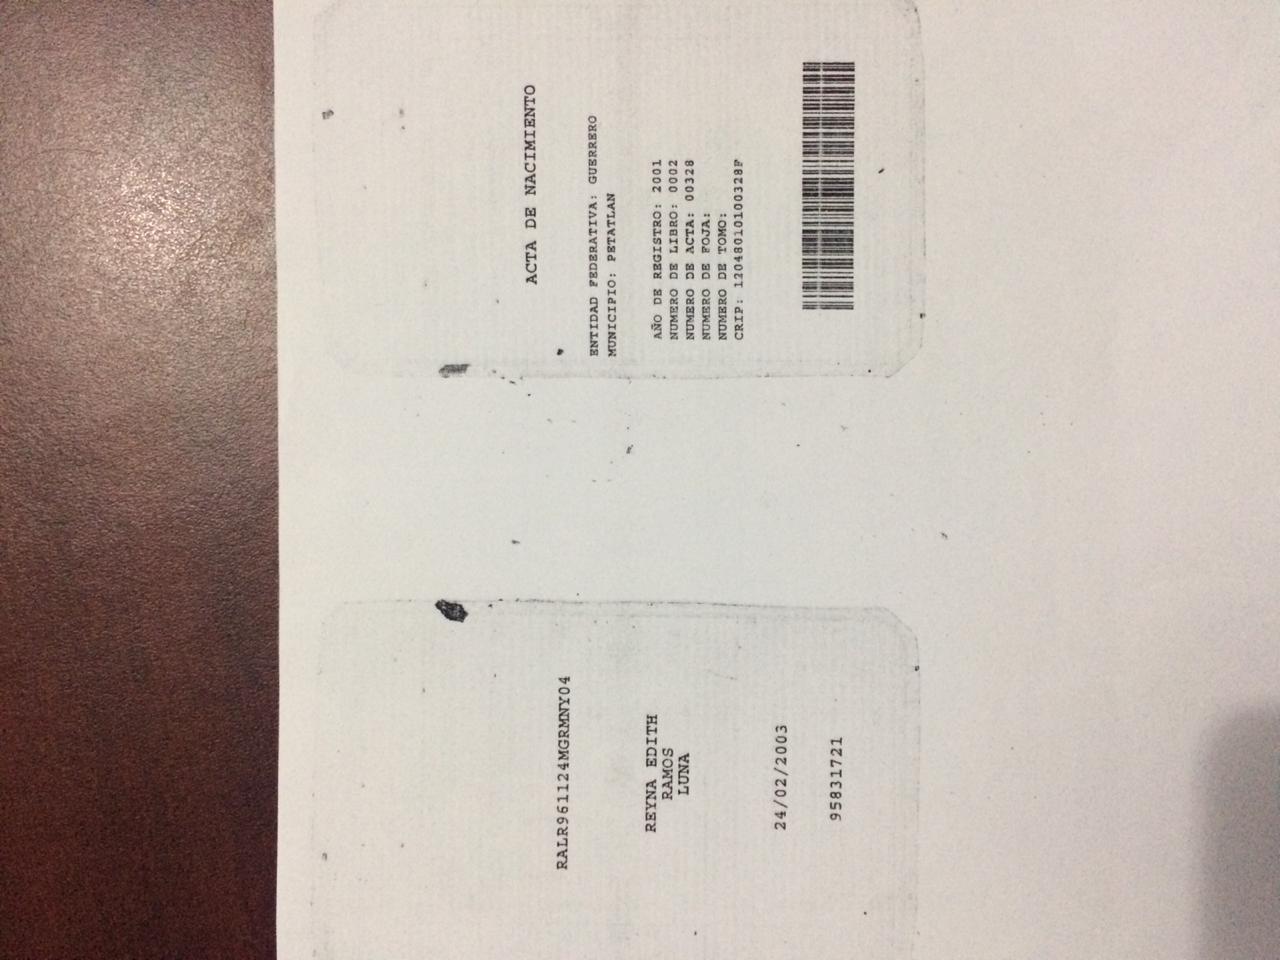 RALR961124MGRMNY04
REYNA EDITH
RAMOS
LUNA
24/02/2003
95831721
ACTA DE NACIMIENTO
ENTIDAD FEDERATIVA: GUERRERO
MUNICIPIO: PETATLAN
AÑO DE REGISTRO: 2001
NUMERO DE LIBRO: 0002
NUMERO DE ACTA: 00328
NUMERO DE FOJA:
NUMERO DE TOMO:
CRIP: 12048010100328F